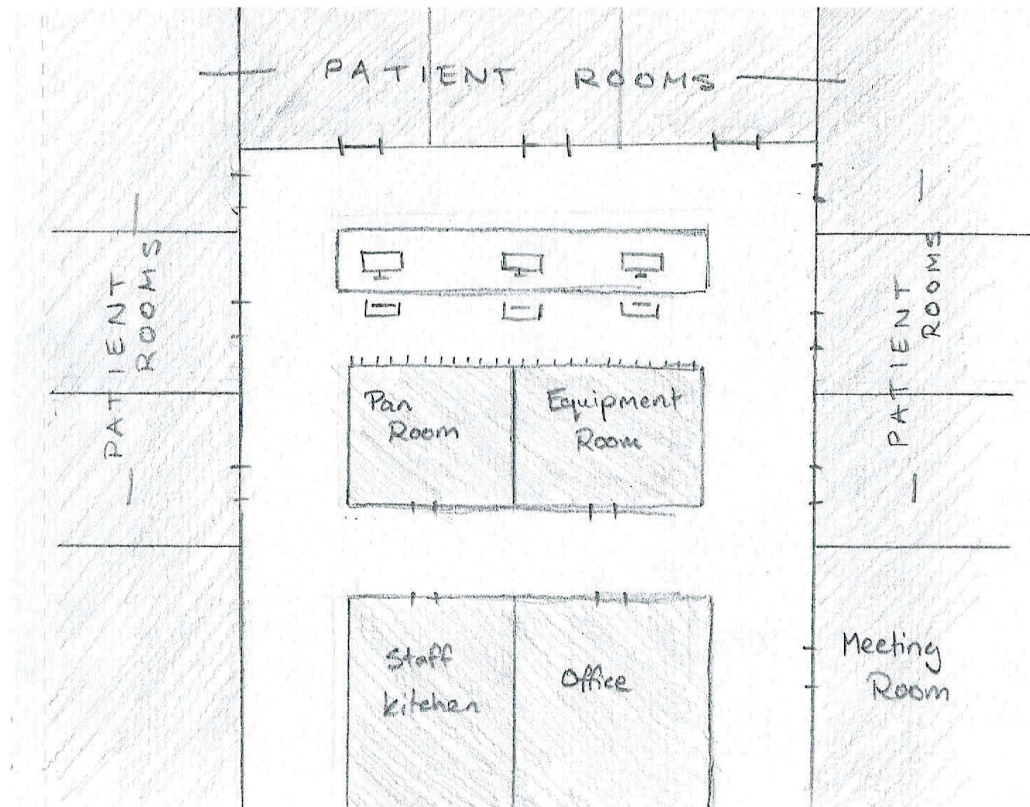 PATIENT ROOMS
PATIENT
ROOMS
PATIENT
ROOMS
Pan
Room
Equipment
Room
Staff
Kitchen
Office
Meeting
Room